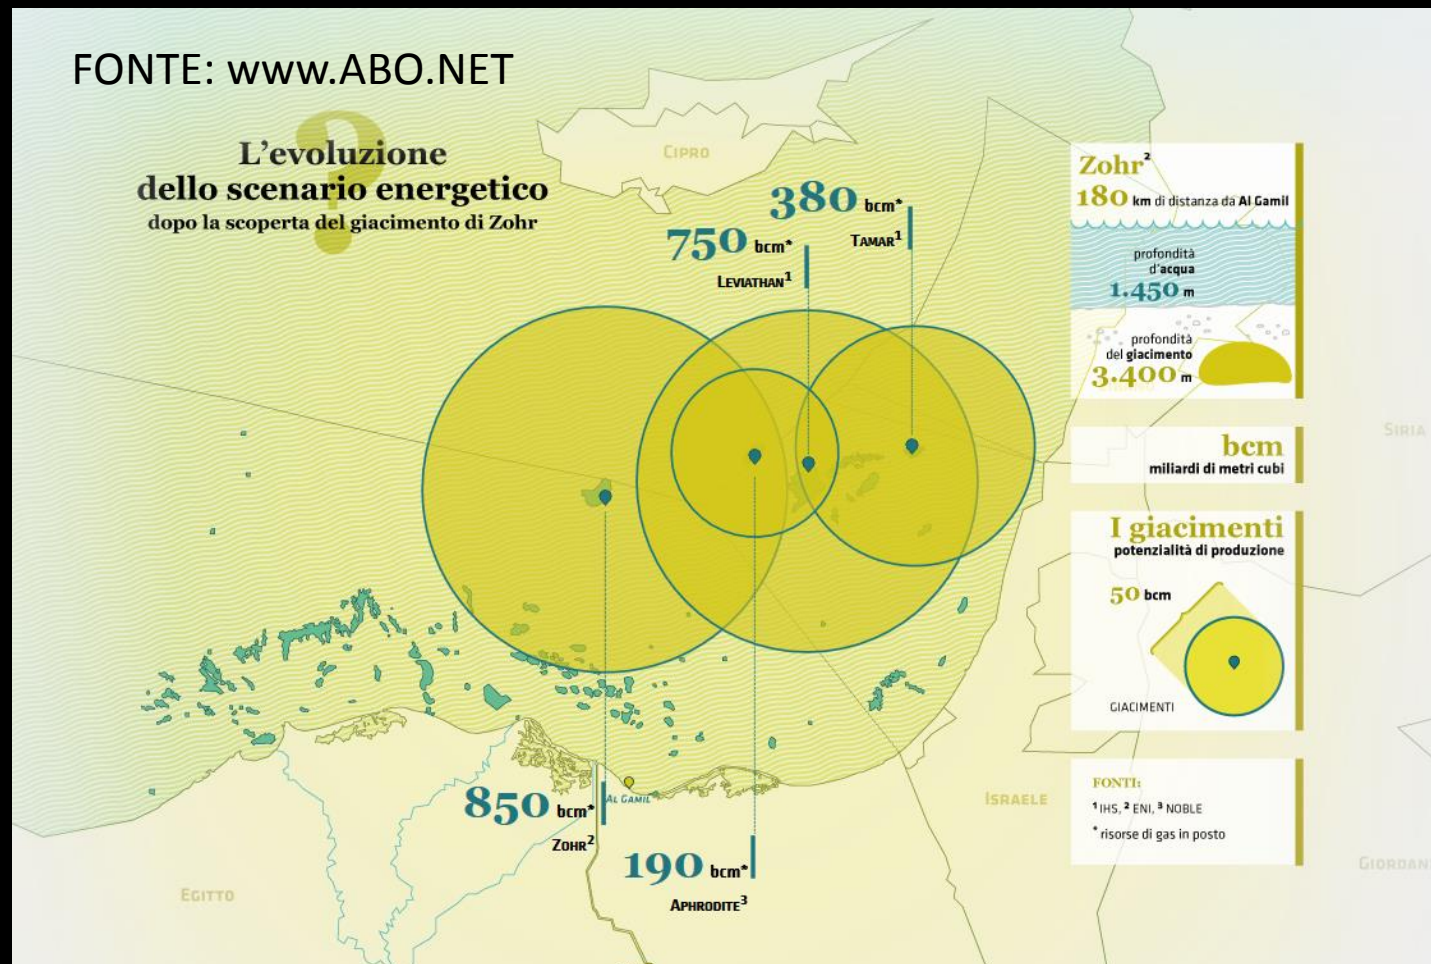 FONTE: www.ABO.NET
?
L'evoluzione
dello scenario energetico
dopo la scoperta del giacimento di Zohr
CIPRO
380 bcm*
TAMAR¹
750 bcm*
LEVIATHAN¹
Zohr²
180 km di distanza da Al Gamil
profondità
d'acqua
1.450 m
profondità
del giacimento
3.400 m
SIRIA
bcm
miliardi di metri cubi
I giacimenti
potenzialità di produzione
50 bcm
GIACIMENTI
FONTI:
¹ IHS, ² ENI, ³ NOBLE
* risorse di gas in posto
AL GAMIL
850 bcm*
ZOHR²
190 bcm*
APHRODITE³
ISRAELE
EGITTO
GIORDAN